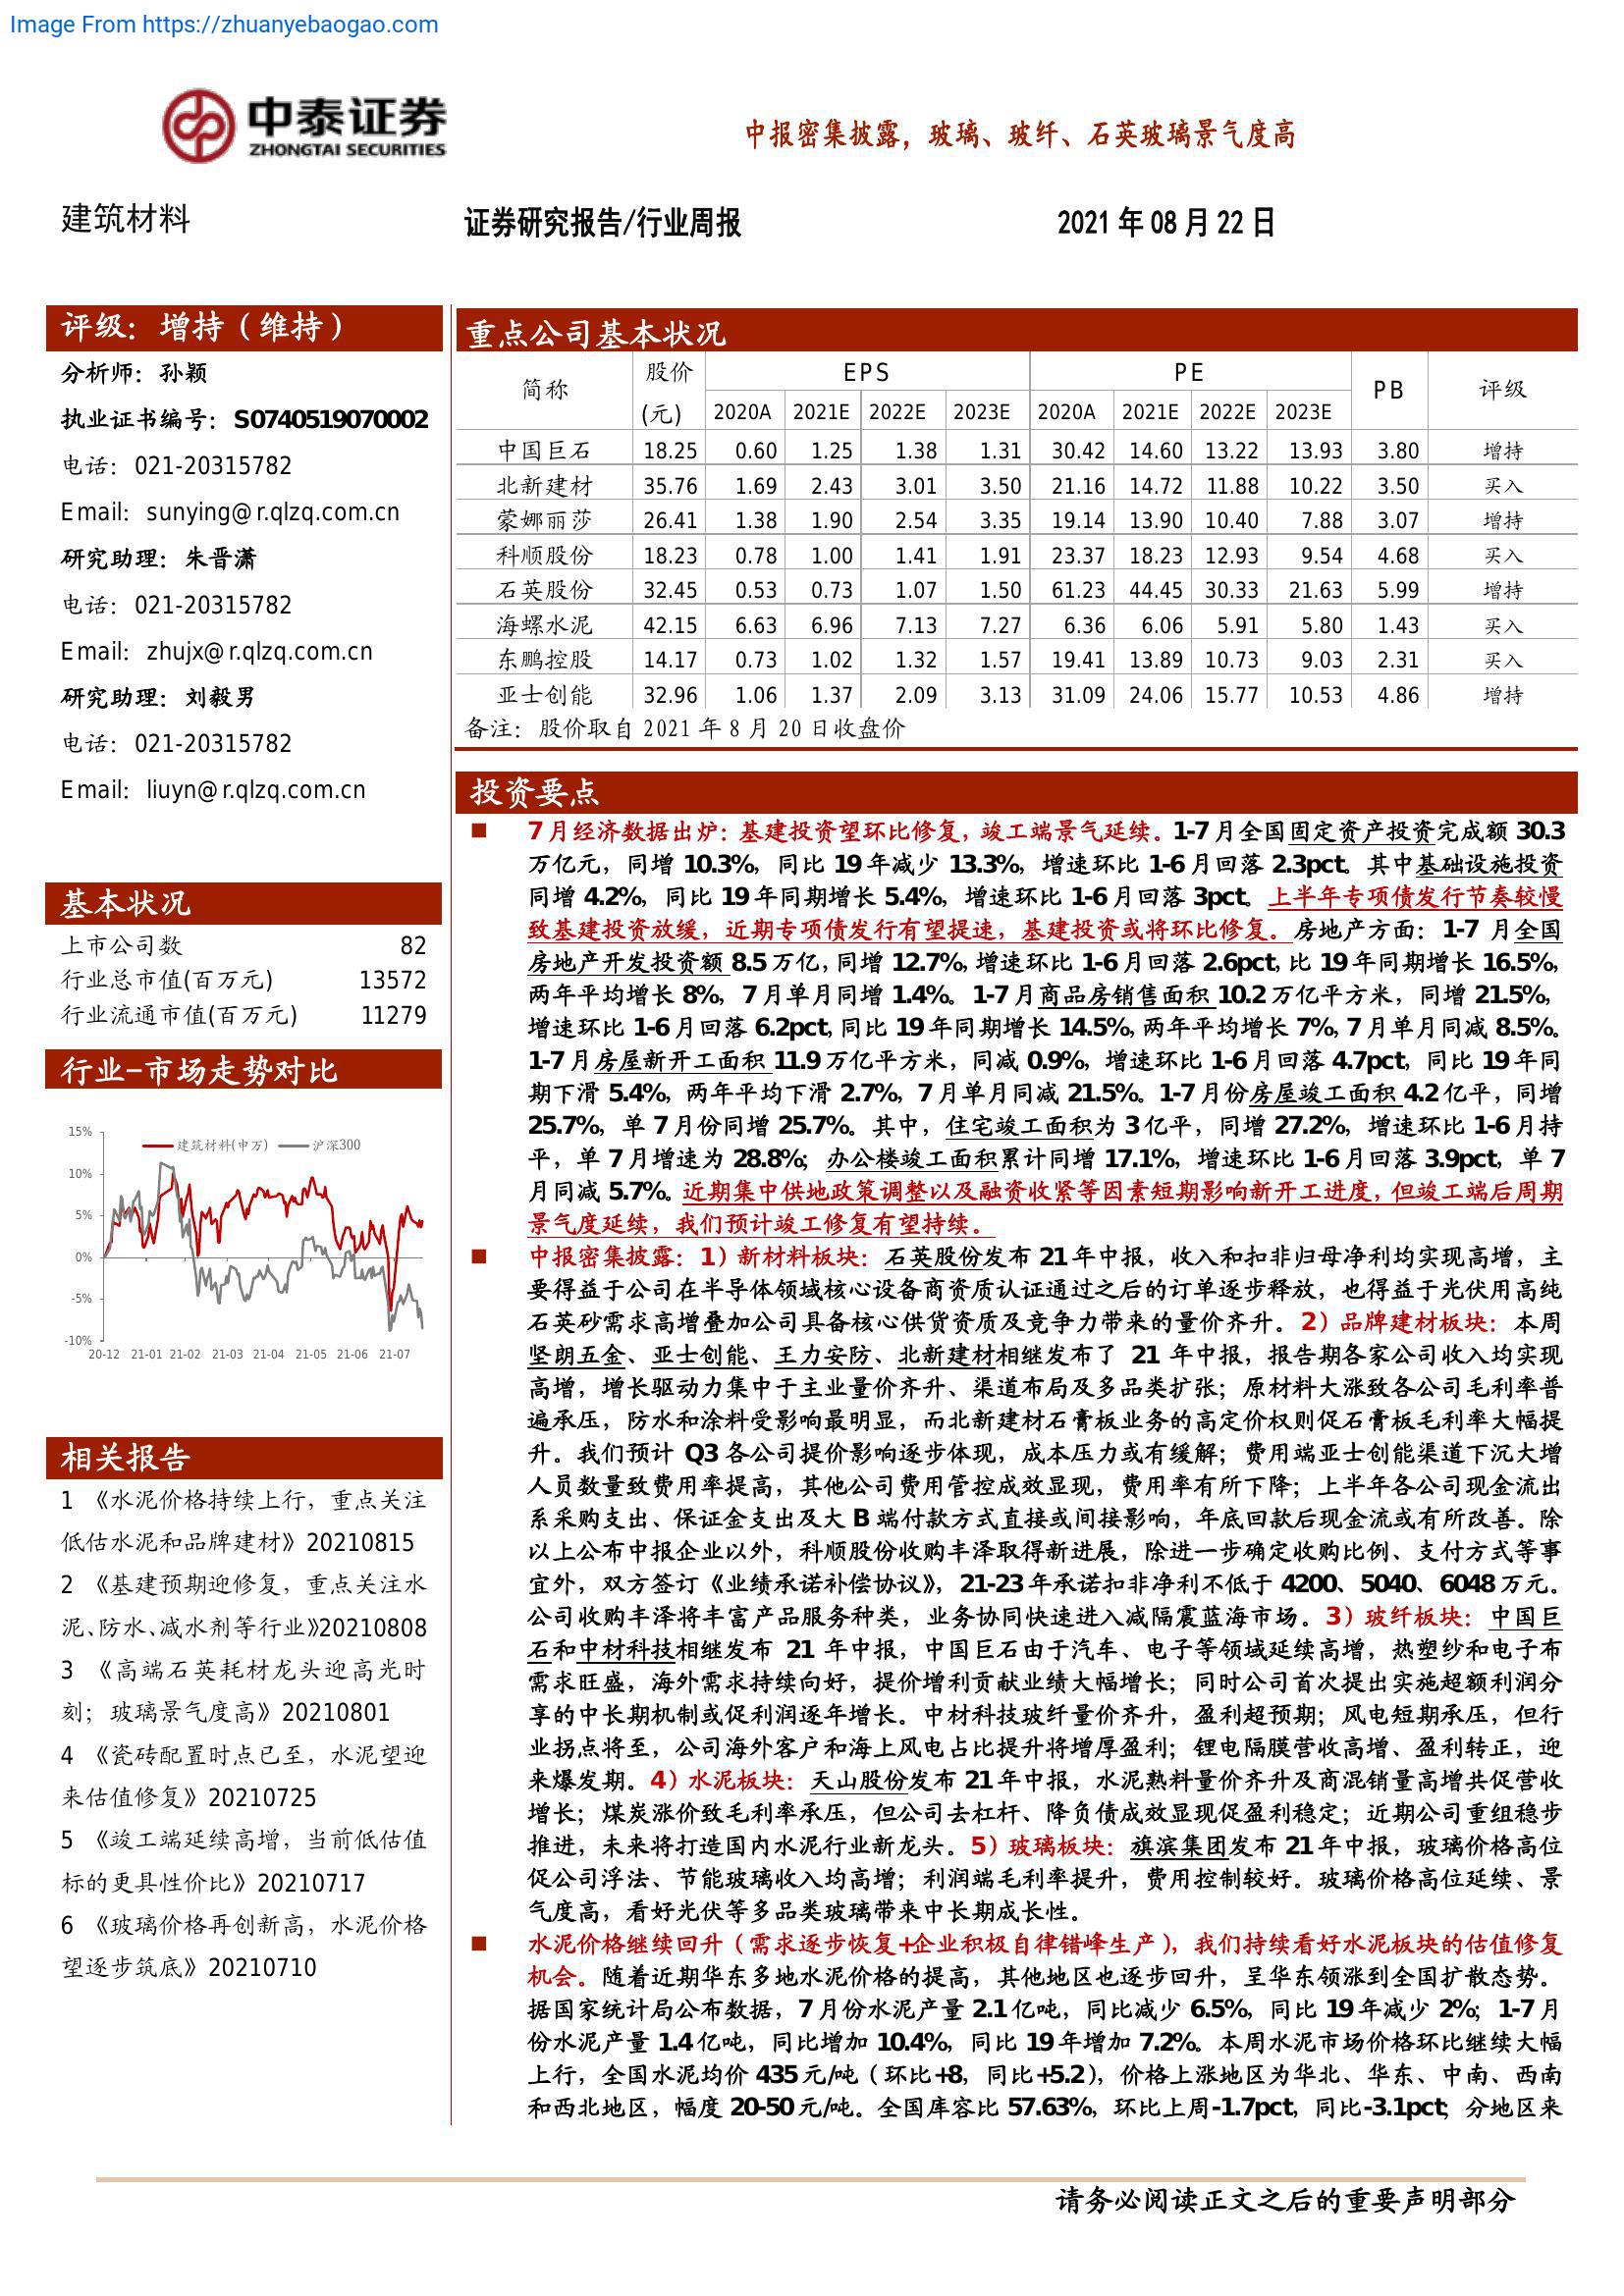 Image From https://zhuanyebaogao.com
中泰证券
ZHONGTAI SECURITIES
中报密集披露，玻璃、玻纤、石英玻璃景气度高
建筑材料
证券研究报告/行业周报
2021 年 08 月 22 日
评级：增持（维持）
分析师：孙颖
执业证书编号：S0740519070002
电话：021-20315782
Email：sunying@r.qlzq.com.cn
研究助理：朱晋潇
电话：021-20315782
Email：zhujx@r.qlzq.com.cn
研究助理：刘毅男
电话：021-20315782
Email：liuyn@r.qlzq.com.cn
基本状况
上市公司数 82
行业总市值(百万元) 13572
行业流通市值(百万元) 11279
行业-市场走势对比
建筑材料(申万) 沪深300
15%
10%
5%
0%
-5%
-10%
20-12 21-01 21-02 21-03 21-04 21-05 21-06 21-07
相关报告
1 《水泥价格持续上行，重点关注
低估水泥和品牌建材》20210815
2 《基建预期迎修复，重点关注水
泥、防水、减水剂等行业》20210808
3 《高端石英耗材龙头迎高光时
刻；玻璃景气度高》20210801
4 《瓷砖配置时点已至，水泥望迎
来估值修复》20210725
5 《竣工端延续高增，当前低估值
标的更具性价比》20210717
6 《玻璃价格再创新高，水泥价格
望逐步筑底》20210710
重点公司基本状况
简称 股价(元) EPS PE PB 评级
2020A 2021E 2022E 2023E 2020A 2021E 2022E 2023E
中国巨石 18.25 0.60 1.25 1.38 1.31 30.42 14.60 13.22 13.93 3.80 增持
北新建材 35.76 1.69 2.43 3.01 3.50 21.16 14.72 11.88 10.22 3.50 买入
蒙娜丽莎 26.41 1.38 1.90 2.54 3.35 19.14 13.90 10.40 7.88 3.07 增持
科顺股份 18.23 0.78 1.00 1.41 1.91 23.37 18.23 12.93 9.54 4.68 买入
石英股份 32.45 0.53 0.73 1.07 1.50 61.23 44.45 30.33 21.63 5.99 增持
海螺水泥 42.15 6.63 6.96 7.13 7.27 6.36 6.06 5.91 5.80 1.43 买入
东鹏控股 14.17 0.73 1.02 1.32 1.57 19.41 13.89 10.73 9.03 2.31 买入
亚士创能 32.96 1.06 1.37 2.09 3.13 31.09 24.06 15.77 10.53 4.86 增持
备注：股价取自 2021 年 8 月 20 日收盘价
投资要点
■ 7 月经济数据出炉：基建投资望环比修复，竣工端景气延续。1-7 月全国固定资产投资完成额 30.3
万亿元，同增 10.3%，同比 19 年减少 13.3%，增速环比 1-6 月回落 2.3pct。其中基础设施投资
同增 4.2%，同比 19 年同期增长 5.4%，增速环比 1-6 月回落 3pct。上半年专项债发行节奏较慢
致基建投资放缓，近期专项债发行有望提速，基建投资或将环比修复。房地产方面：1-7 月全国
房地产开发投资额 8.5 万亿，同增 12.7%，增速环比 1-6 月回落 2.6pct，比 19 年同期增长 16.5%，
两年平均增长 8%，7 月单月同增 1.4%。1-7 月商品房销售面积 10.2 万亿平方米，同增 21.5%，
增速环比 1-6 月回落 6.2pct，同比 19 年同期增长 14.5%，两年平均增长 7%，7 月单月同减 8.5%。
1-7 月房屋新开工面积 11.9 万亿平方米，同减 0.9%，增速环比 1-6 月回落 4.7pct，同比 19 年同
期下滑 5.4%，两年平均下滑 2.7%，7 月单月同减 21.5%。1-7 月份房屋竣工面积 4.2 亿平，同增
25.7%，单 7 月份同增 25.7%。其中，住宅竣工面积为 3 亿平，同增 27.2%，增速环比 1-6 月持
平，单 7 月增速为 28.8%；办公楼竣工面积累计同增 17.1%，增速环比 1-6 月回落 3.9pct，单 7
月同减 5.7%。近期集中供地政策调整以及融资收紧等因素短期影响新开工进度，但竣工端后周期
景气度延续，我们预计竣工修复有望持续。
■ 中报密集披露：1）新材料板块：石英股份发布 21 年中报，收入和扣非归母净利均实现高增，主
要得益于公司在半导体领域核心设备商资质认证通过之后的订单逐步释放，也得益于光伏用高纯
石英砂需求高增叠加公司具备核心供货资质及竞争力带来的量价齐升。2）品牌建材板块：本周
坚朗五金、亚士创能、王力安防、北新建材相继发布了 21 年中报，报告期各家公司收入均实现
高增，增长驱动力集中于主业量价齐升、渠道布局及多品类扩张；原材料大涨致各公司毛利率普
遍承压，防水和涂料受影响最明显，而北新建材石膏板业务的高定价权则促石膏板毛利率大幅提
升。我们预计 Q3 各公司提价影响逐步体现，成本压力或有缓解；费用端亚士创能渠道下沉大增
人员数量致费用率提高，其他公司费用管控成效显现，费用率有所下降；上半年各公司现金流出
系采购支出、保证金支出及大 B 端付款方式直接或间接影响，年底回款后现金流或有所改善。除
以上公布中报企业以外，科顺股份收购丰泽取得新进展，除进一步确定收购比例、支付方式等事
宜外，双方签订《业绩承诺补偿协议》，21-23 年承诺扣非净利不低于 4200、5040、6048 万元。
公司收购丰泽将丰富产品服务种类，业务协同快速进入减隔震蓝海市场。3）玻纤板块：中国巨
石和中材科技相继发布 21 年中报，中国巨石由于汽车、电子等领域延续高增，热塑纱和电子布
需求旺盛，海外需求持续向好，提价增利贡献业绩大幅增长；同时公司首次提出实施超额利润分
享的中长期机制或促利润逐年增长。中材科技玻纤量价齐升，盈利超预期；风电短期承压，但行
业拐点将至，公司海外客户和海上风电占比提升将增厚盈利；锂电隔膜营收高增、盈利转正，迎
来爆发期。4）水泥板块：天山股份发布 21 年中报，水泥熟料量价齐升及商混销量高增共促营收
增长；煤炭涨价致毛利率承压，但公司去杠杆、降负债成效显现促盈利稳定；近期公司重组稳步
推进，未来将打造国内水泥行业新龙头。5）玻璃板块：旗滨集团发布 21 年中报，玻璃价格高位
促公司浮法、节能玻璃收入均高增；利润端毛利率提升，费用控制较好。玻璃价格高位延续、景
气度高，看好光伏等多品类玻璃带来中长期成长性。
■ 水泥价格继续回升（需求逐步恢复+企业积极自律错峰生产），我们持续看好水泥板块的估值修复
机会。随着近期华东多地水泥价格的提高，其他地区也逐步回升，呈华东领涨到全国扩散态势。
据国家统计局公布数据，7 月份水泥产量 2.1 亿吨，同比减少 6.5%，同比 19 年减少 2%；1-7 月
份水泥产量 1.4 亿吨，同比增加 10.4%，同比 19 年增加 7.2%。本周水泥市场价格环比继续大幅
上行，全国水泥均价 435 元/吨（环比+8，同比+5.2），价格上涨地区为华北、华东、中南、西南
和西北地区，幅度 20-50 元/吨。全国库容比 57.63%，环比上周-1.7pct，同比-3.1pct；分地区来
请务必阅读正文之后的重要声明部分